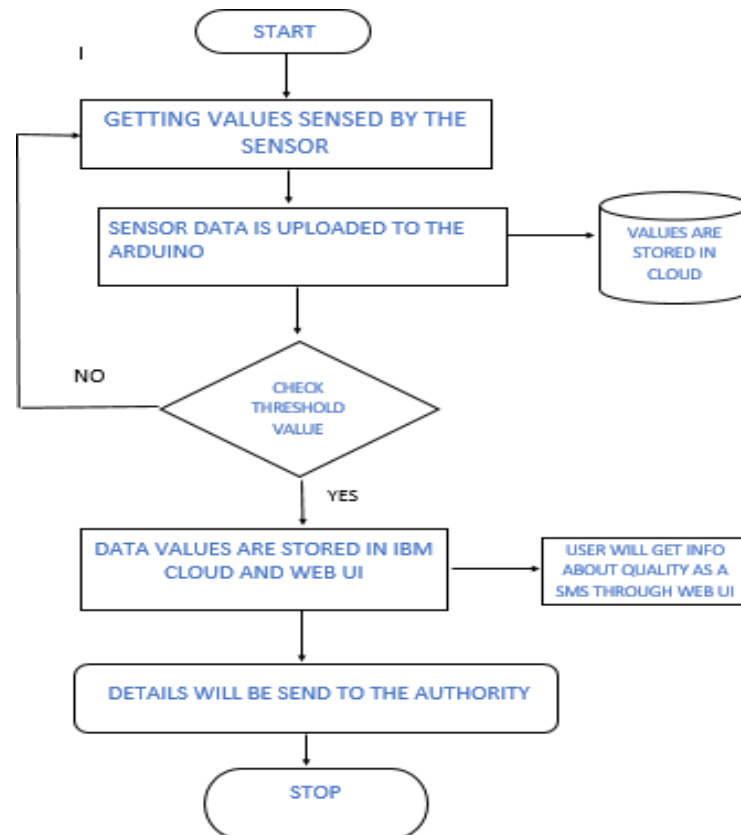 START
I
GETTING VALUES SENSED BY THE
SENSOR
SENSOR DATA IS UPLOADED TO THE
ARDUINO
VALUES ARE
STORED IN
CLOUD
NO
CHECK
THRESHOLD
VALUE
YES
DATA VALUES ARE STORED IN IBM
CLOUD AND WEB UI
USER WILL GET INFO
ABOUT QUALITY AS A
SMS THROUGH WEB UI
DETAILS WILL BE SEND TO THE AUTHORITY
STOP